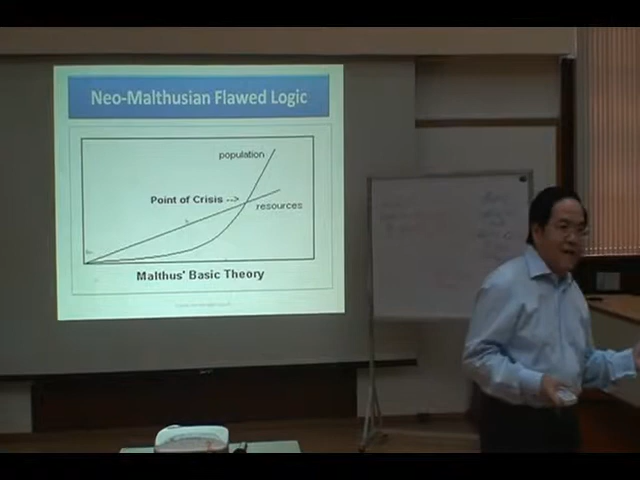 Neo-Malthusian Flawed Logic
population
Point of Crisis -->
resources
Malthus' Basic Theory